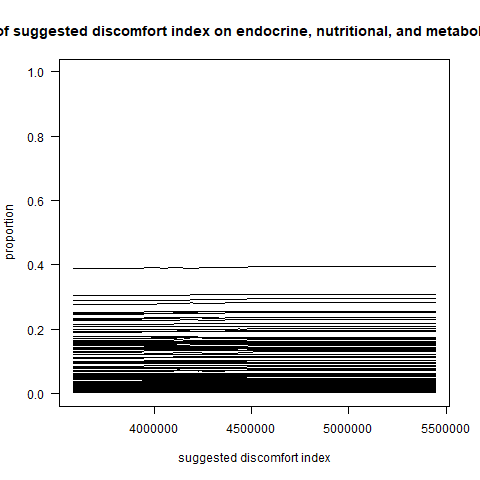 of suggested discomfort index on endocrine, nutritional, and
1.0
0.8
0.6
0.4
0.2
0.0
proportion
4000000 4500000 5000000 5500000
suggested discomfort index